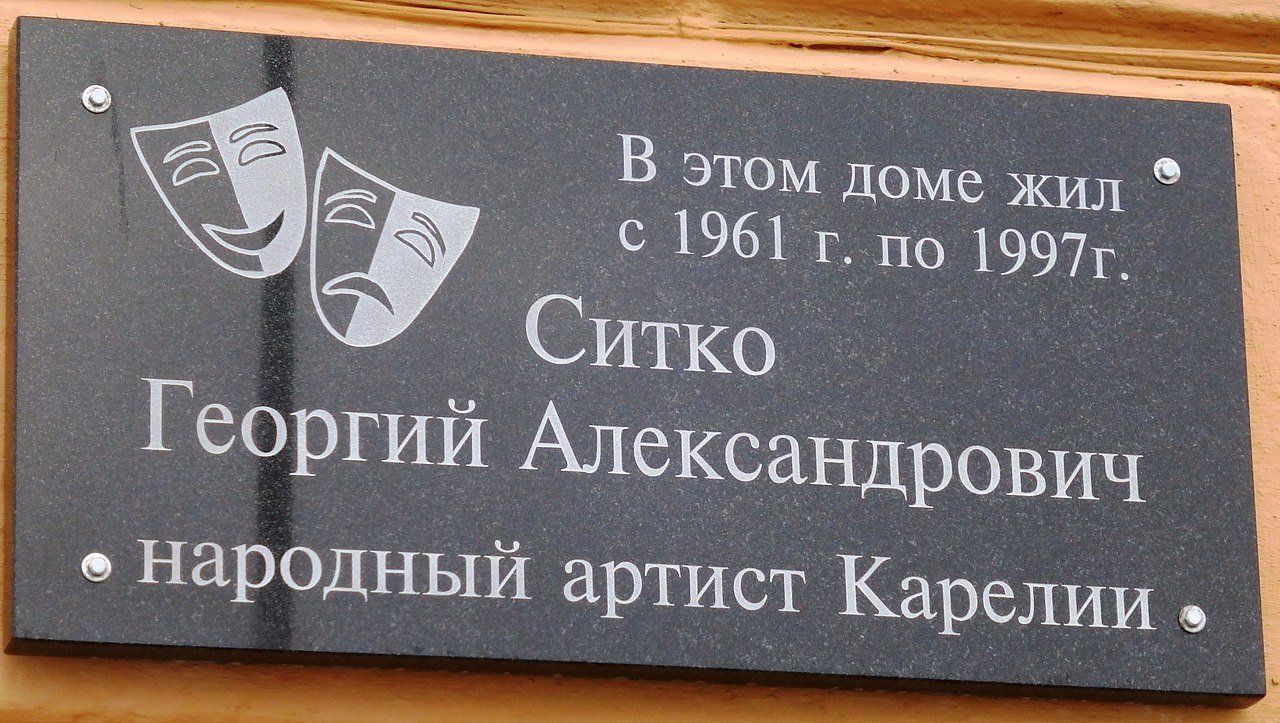 В этом доме жил
с 1961 г. по 1997г.
Ситко
Георгий Александрович
народный артист Карелии